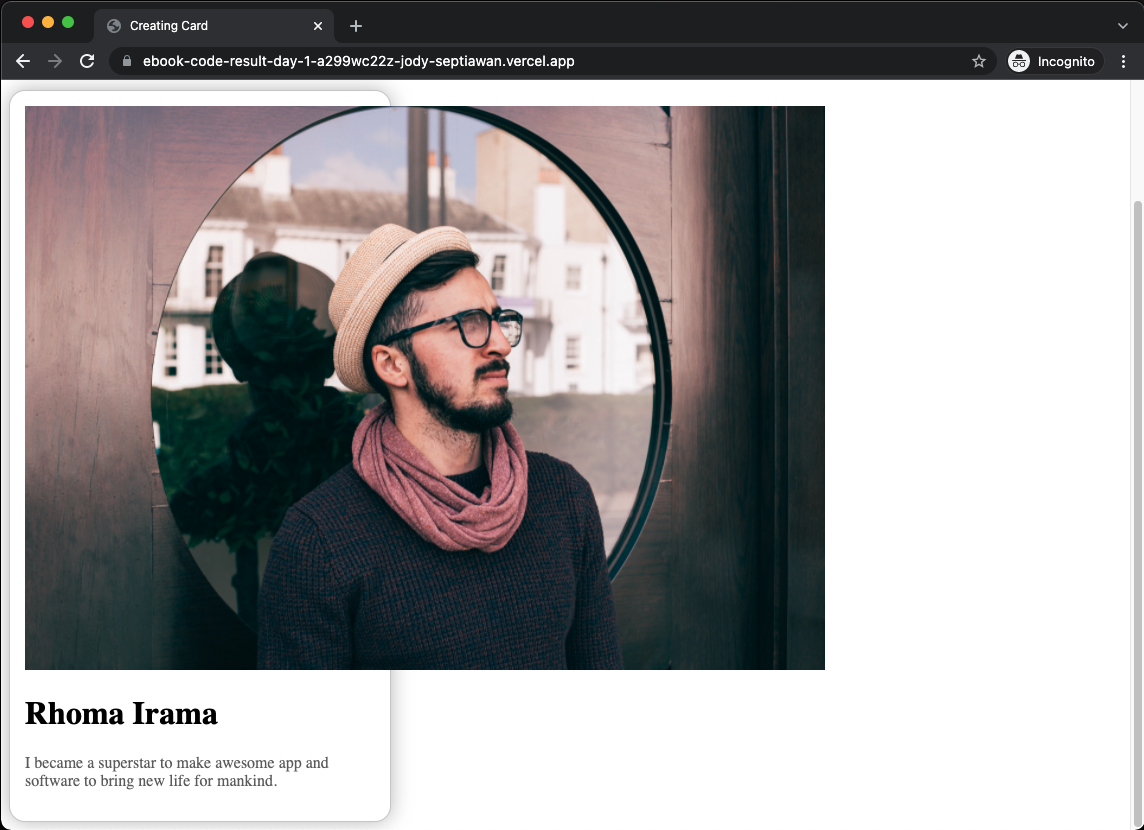 Creating Card
ebook-code-result-day-1-a299wc22z-jody-septiawan.vercel.app
Incognito
Rhoma Irama
I became a superstar to make awesome app and
software to bring new life for mankind.